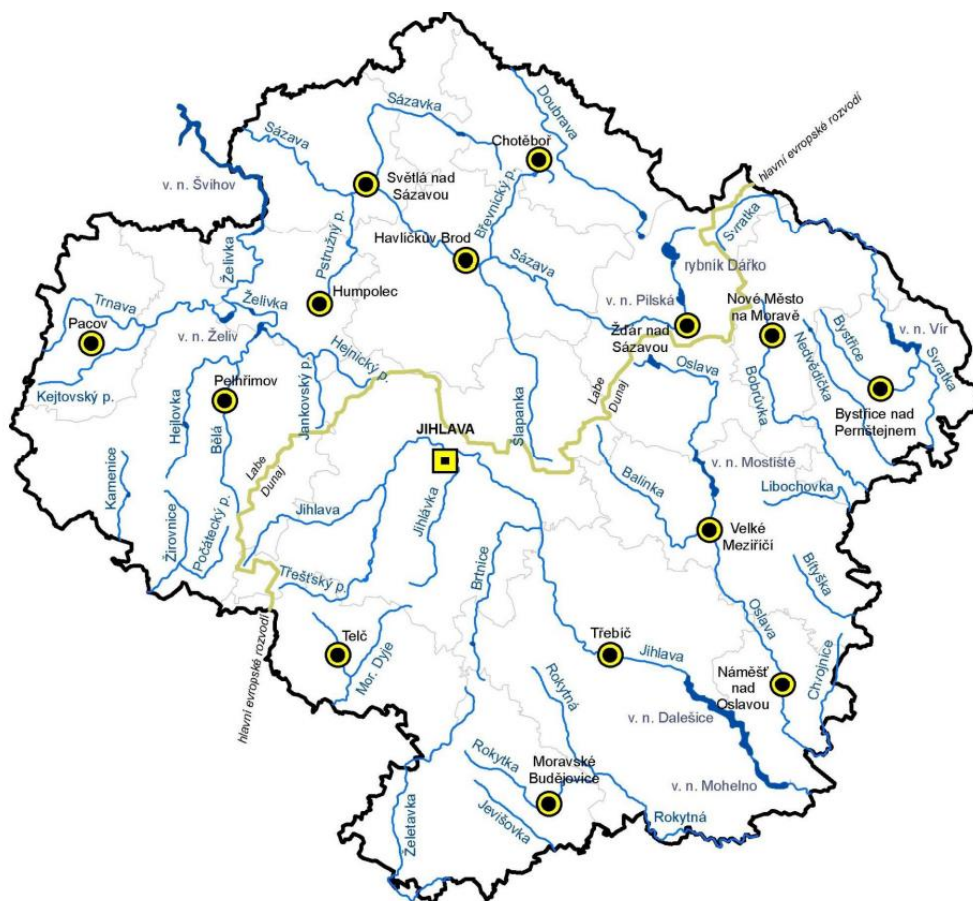 Sázavka
Doubrava
hlavní evropské rozvodí
Sázava
Chotěboř
v. n. Švihov
Světlá nad
Sázavou
Břevnický p.
Svratka
Pstružný p.
Havlíčkův Brod
Želivka
Sázava
rybník Dářko
Želivka
Humpolec
v. n. Pilská
Nové Město
na Moravě
Trnava
Pacov
v. n. Želiv
Žďár nad
Sázavou
Bystřice
v. n. Vír
Hejnický p.
Oslava
Nedvědička
Svratka
Kejtovský p.
Pelhřimov
Jankovský p.
Labe
Dunaj
Bobrůvka
Bystřice nad
Pernštejnem
Hejlovka
Bělá
Šlapanka
JIHLAVA
Labe
Dunaj
v. n. Mostiště
Kamenice
Balinka
Libochovka
Jihlava
Jihlávka
Velké
Meziříčí
Žirovnice
Počátecký p.
Třešťský p.
Brtnice
Bítyška
Oslava
hlavní evropské rozvodí
Telč
Mor. Dyje
Třebíč
Jihlava
Chvojnice
Náměšť
nad
Oslavou
Rokytná
v. n. Dalešice
Rokytka
Moravské
Budějovice
v. n. Mohelno
Želetavka
Jevišovka
Rokytná